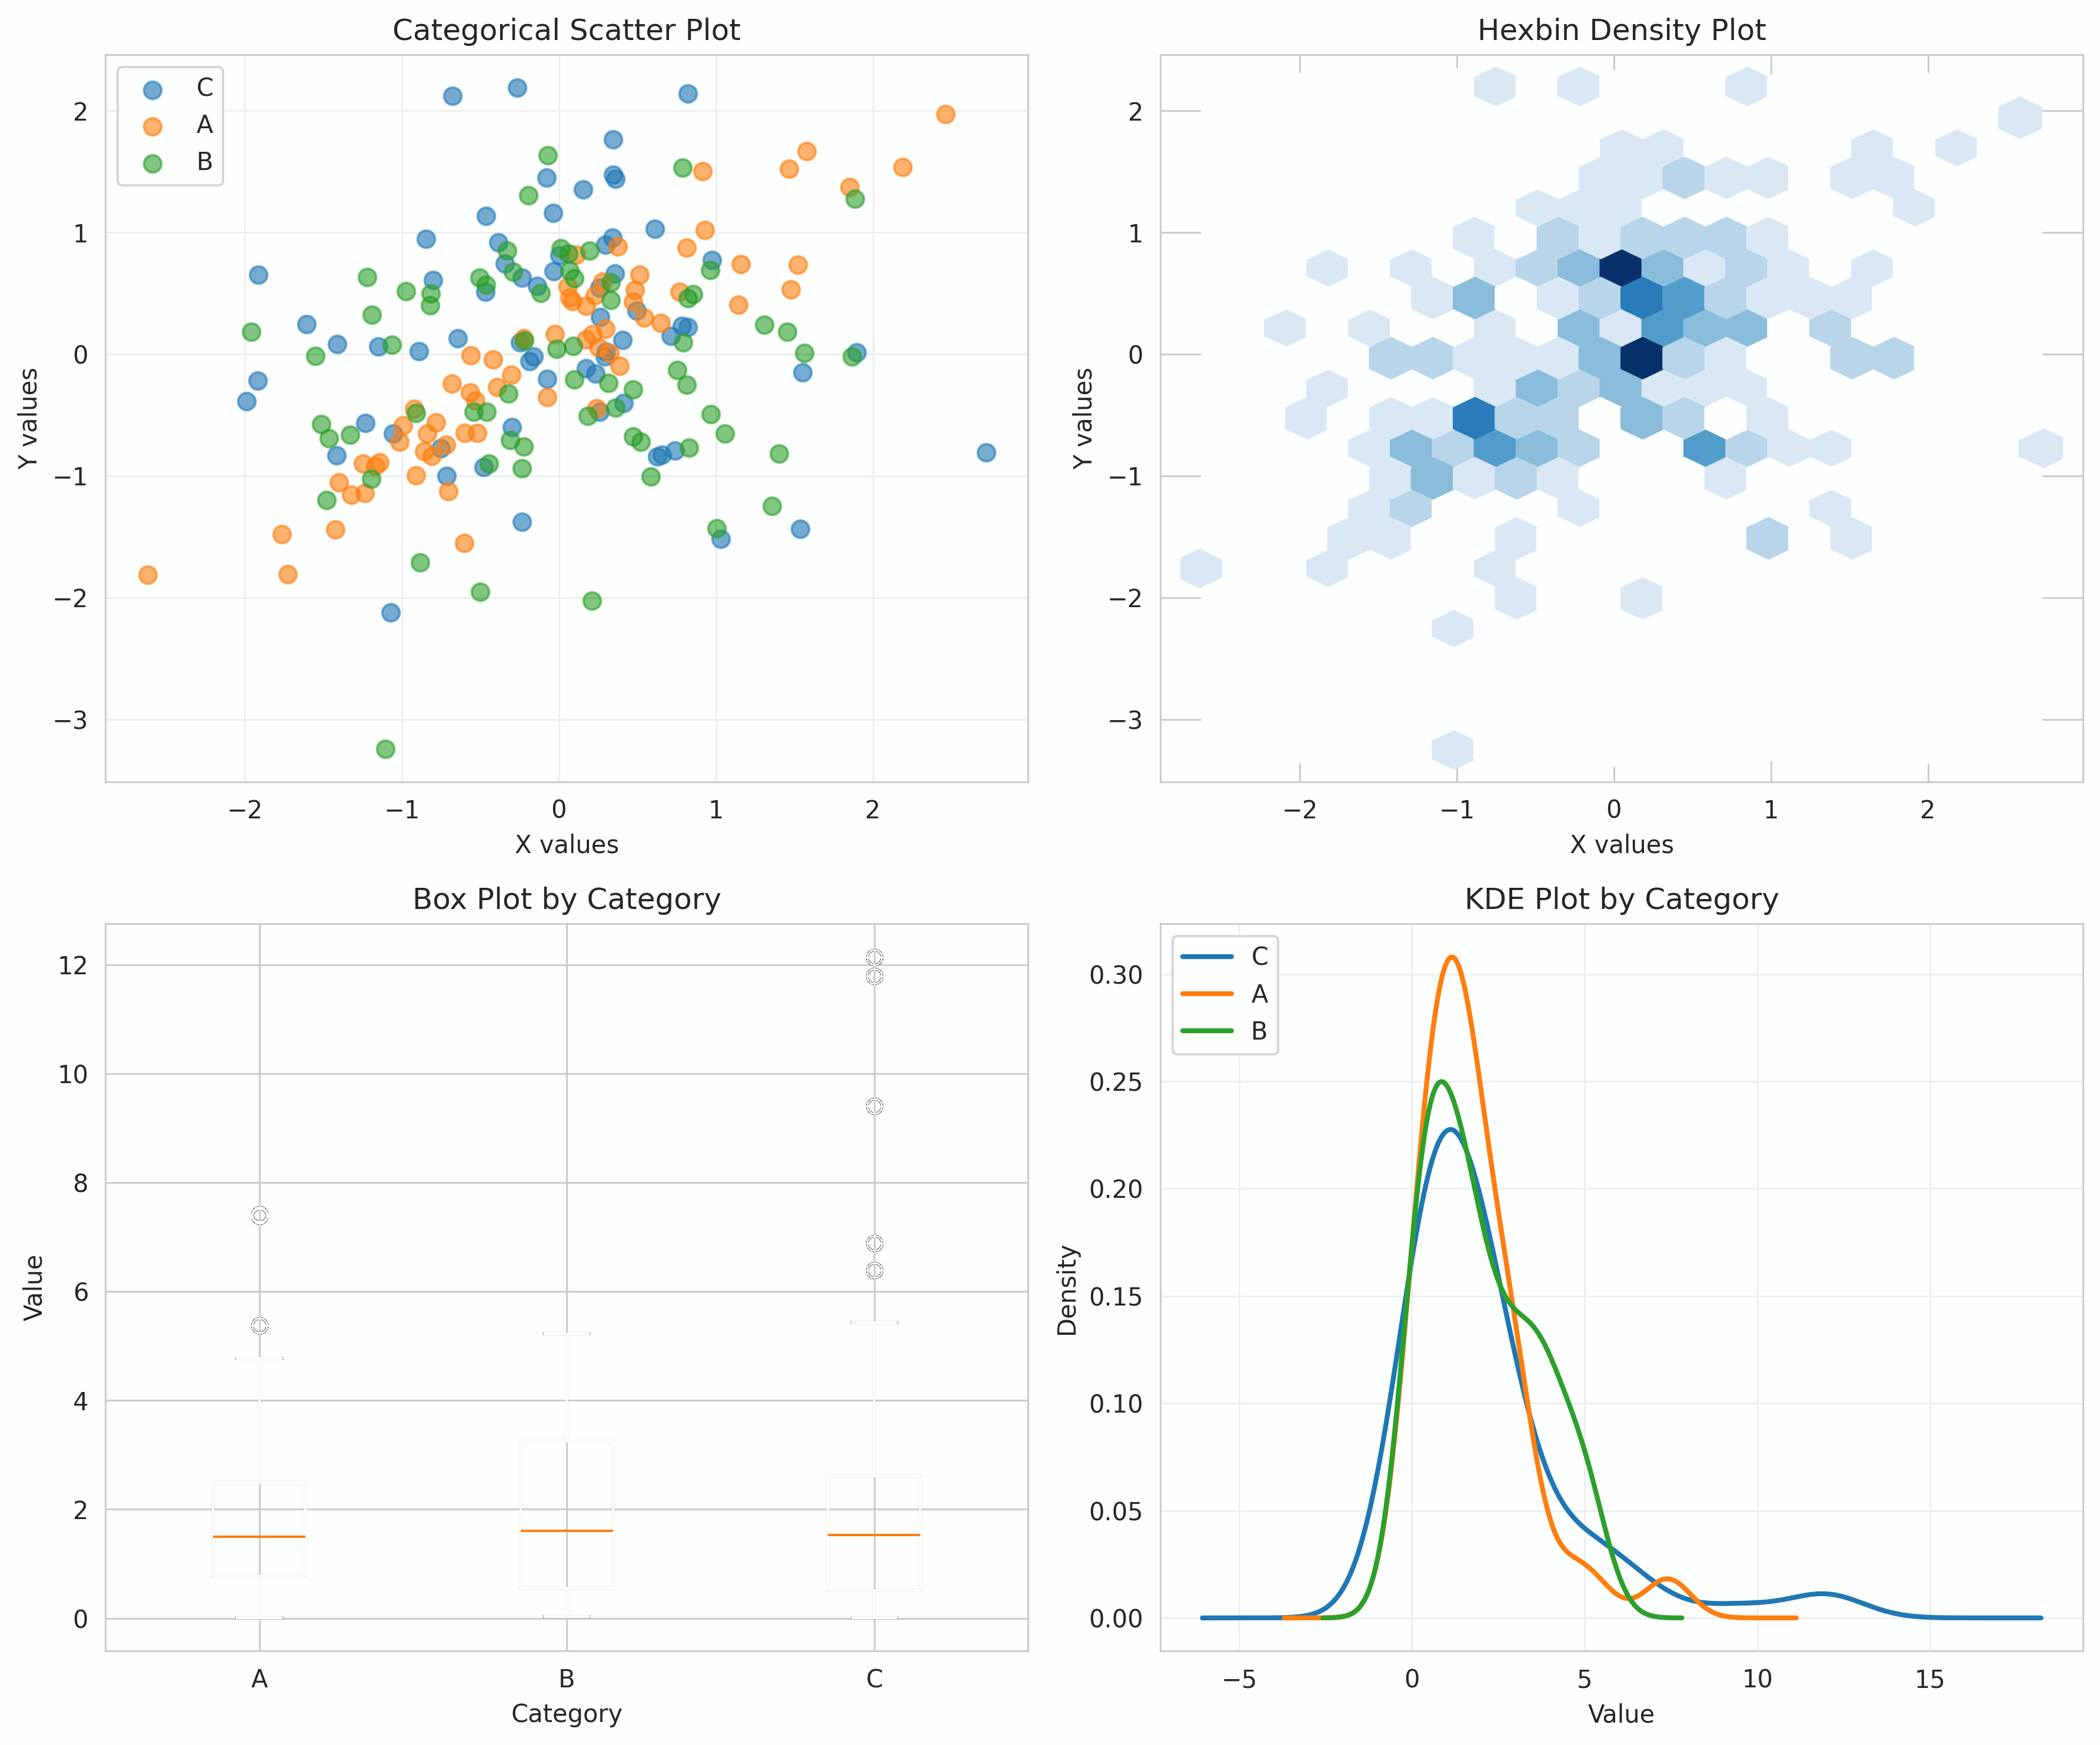 Categorical Scatter Plot
C
A
B
2
1
0
−1
−2
−3
Y values
−2
−1
0
1
2
X values
Hexbin Density Plot
2
1
0
−1
−2
−3
Y values
−2
−1
0
1
2
X values
Box Plot by Category
12
10
8
6
4
2
0
Value
A
B
C
Category
KDE Plot by Category
C
A
B
0.30
0.25
0.20
0.15
0.10
0.05
0.00
Density
−5
0
5
10
15
Value